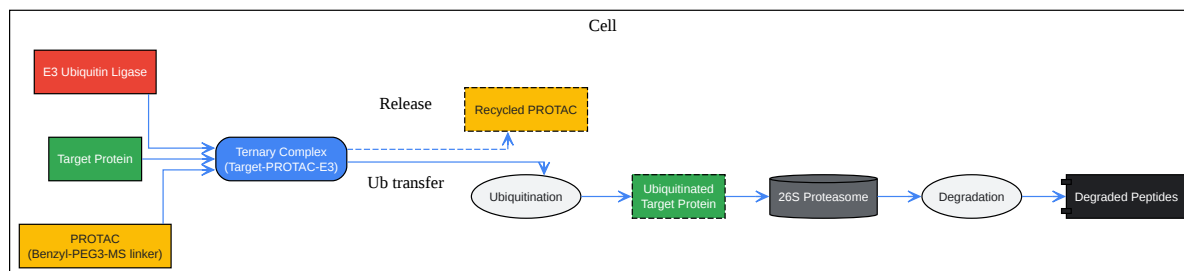 Cell
E3 Ubiquitin Ligase
Release
Recycled PROTAC
Target Protein
Ternary Complex
(Target-PROTAC-E3)
Ub transfer
Ubiquitination
Ubiquitinated
Target Protein
26S Proteasome
Degradation
Degraded Peptides
PROTAC
(Benzyl-PEG3-MS linker)